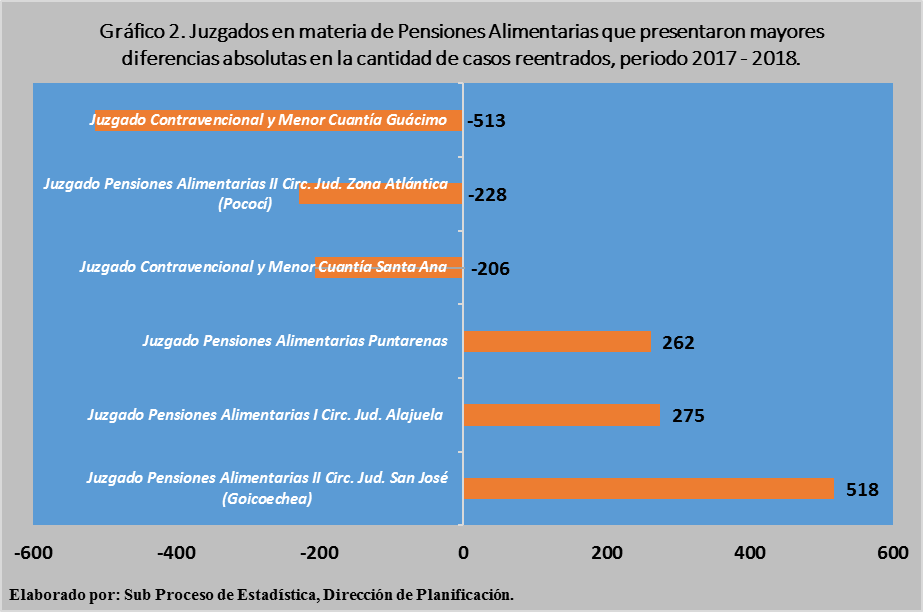 Gráfico 2. Juzgados en materia de Pensiones Alimentarias que presentaron mayores
diferencias absolutas en la cantidad de casos reentrados, periodo 2017 - 2018.
Juzgado Contravencional y Menor Cuantía Guácimo
-513
Juzgado Pensiones Alimentarias II Circ. Jud. Zona Atlántica
(Pococí)
-228
Juzgado Contravencional y Menor Cuantía Santa Ana
-206
Juzgado Pensiones Alimentarias Puntarenas
262
Juzgado Pensiones Alimentarias I Circ. Jud. Alajuela
275
Juzgado Pensiones Alimentarias II Circ. Jud. San José
(Goicoechea)
518
-600 -400 -200 0 200 400 600
Elaborado por: Sub Proceso de Estadística, Dirección de Planificación.